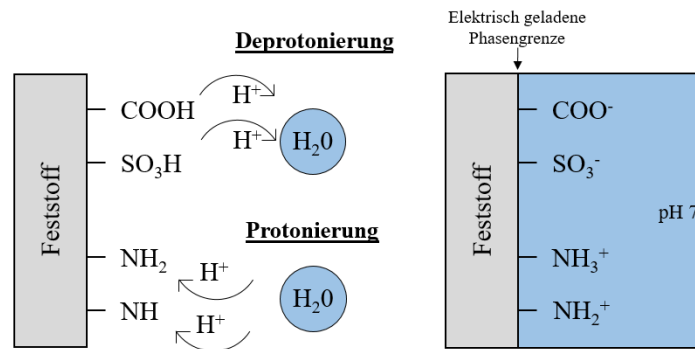 Deprotonierung
Elektrisch geladene
Phasengrenze
Feststoff
COOH
H⁺
SO₃H
H⁺
H₂0
Protonierung
NH₂
H⁺
NH
H⁺
H₂0
Feststoff
COO⁻
SO₃⁻
pH 7
NH₃⁺
NH₂⁺